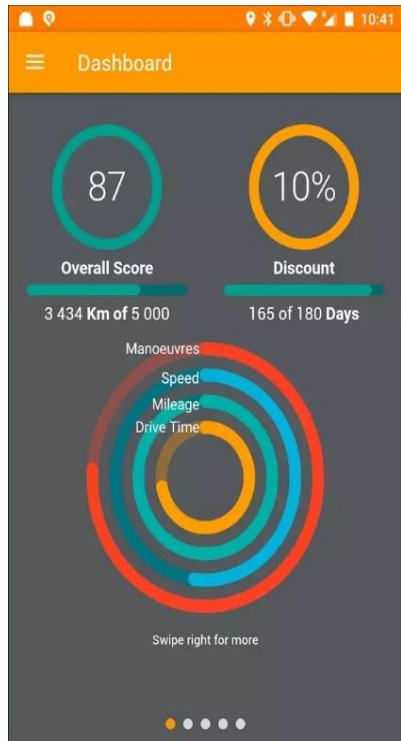 10:41
Dashboard
87
10%
Overall Score
Discount
3 434 Km of 5 000
165 of 180 Days
Manoeuvres
Speed
Mileage
Drive Time
Swipe right for more